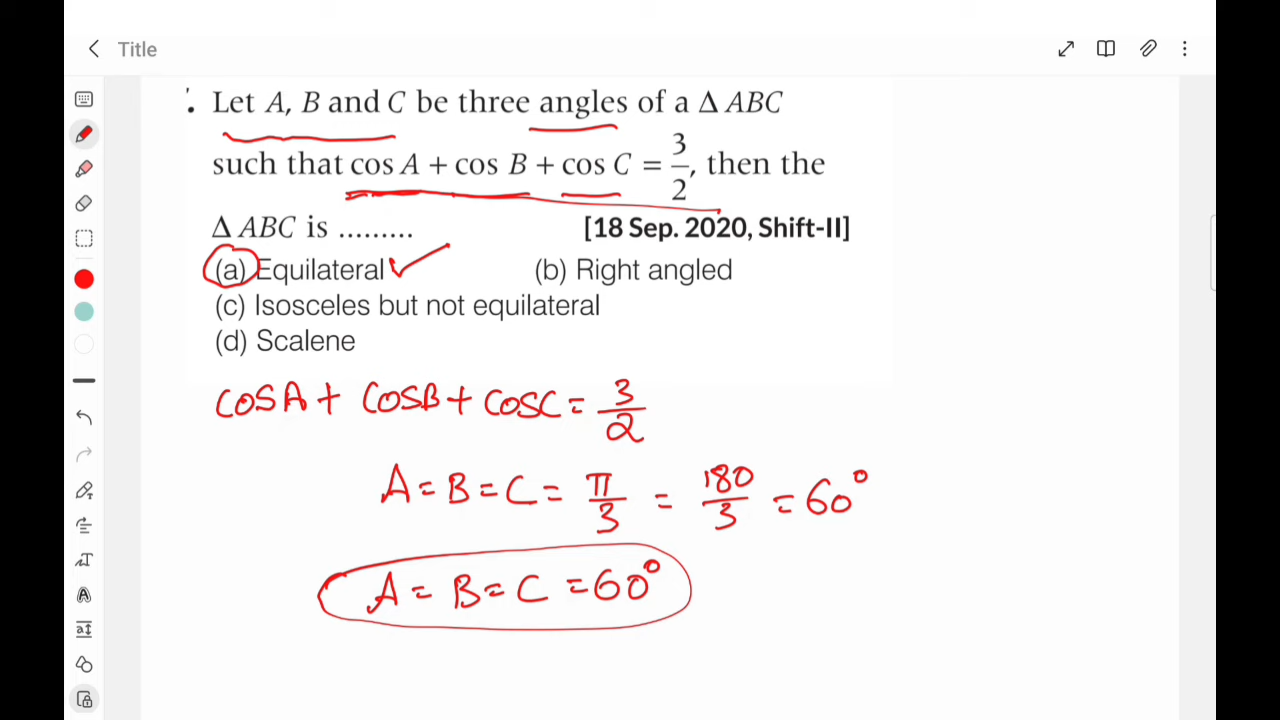 Title
. Let A, B and C be three angles of a Δ ABC
such that cos A + cos B + cos C = 3/2, then the
Δ ABC is .........	[18 Sep. 2020, Shift-II]
(a) Equilateral	(b) Right angled
(c) Isosceles but not equilateral
(d) Scalene
cosA + cosB + cosC = 3/2
A = B = C = π/3 = 180/3 = 60°
A = B = C = 60°